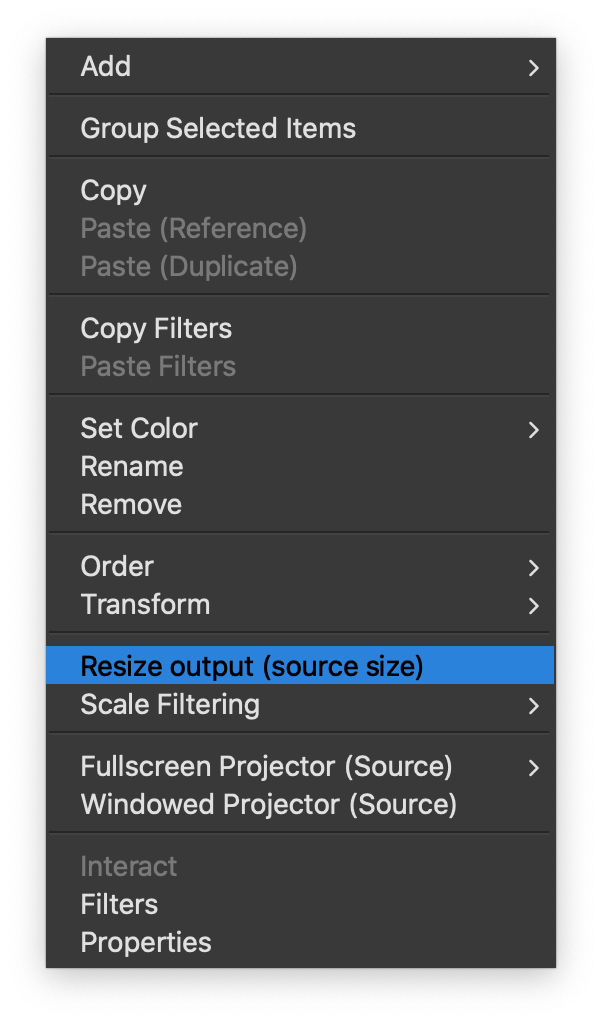 Add
Group Selected Items
Copy
Paste (Reference)
Paste (Duplicate)
Copy Filters
Paste Filters
Set Color
Rename
Remove
Order
Transform
Resize output (source size)
Scale Filtering
Fullscreen Projector (Source)
Windowed Projector (Source)
Interact
Filters
Properties